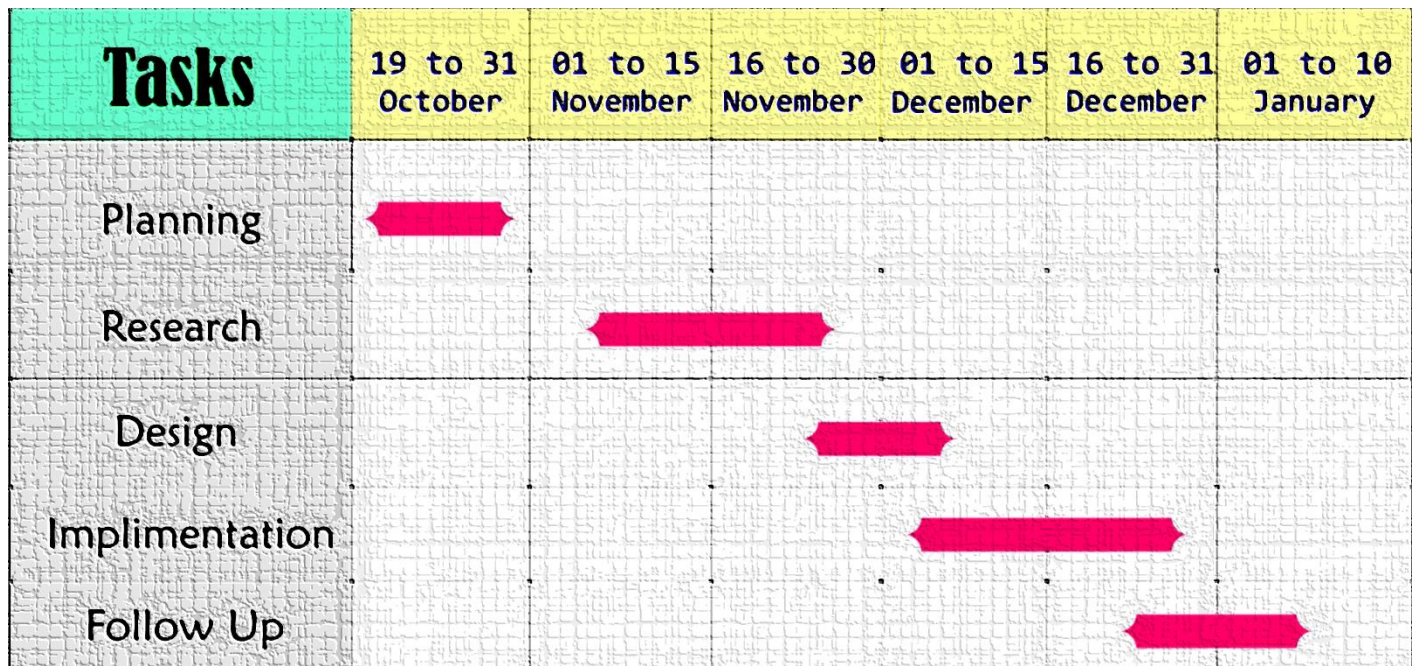 Tasks
19 to 31
October
01 to 15
November
16 to 30
November
01 to 15
December
16 to 31
December
01 to 10
January
Planning
Research
Design
Implimentation
Follow Up